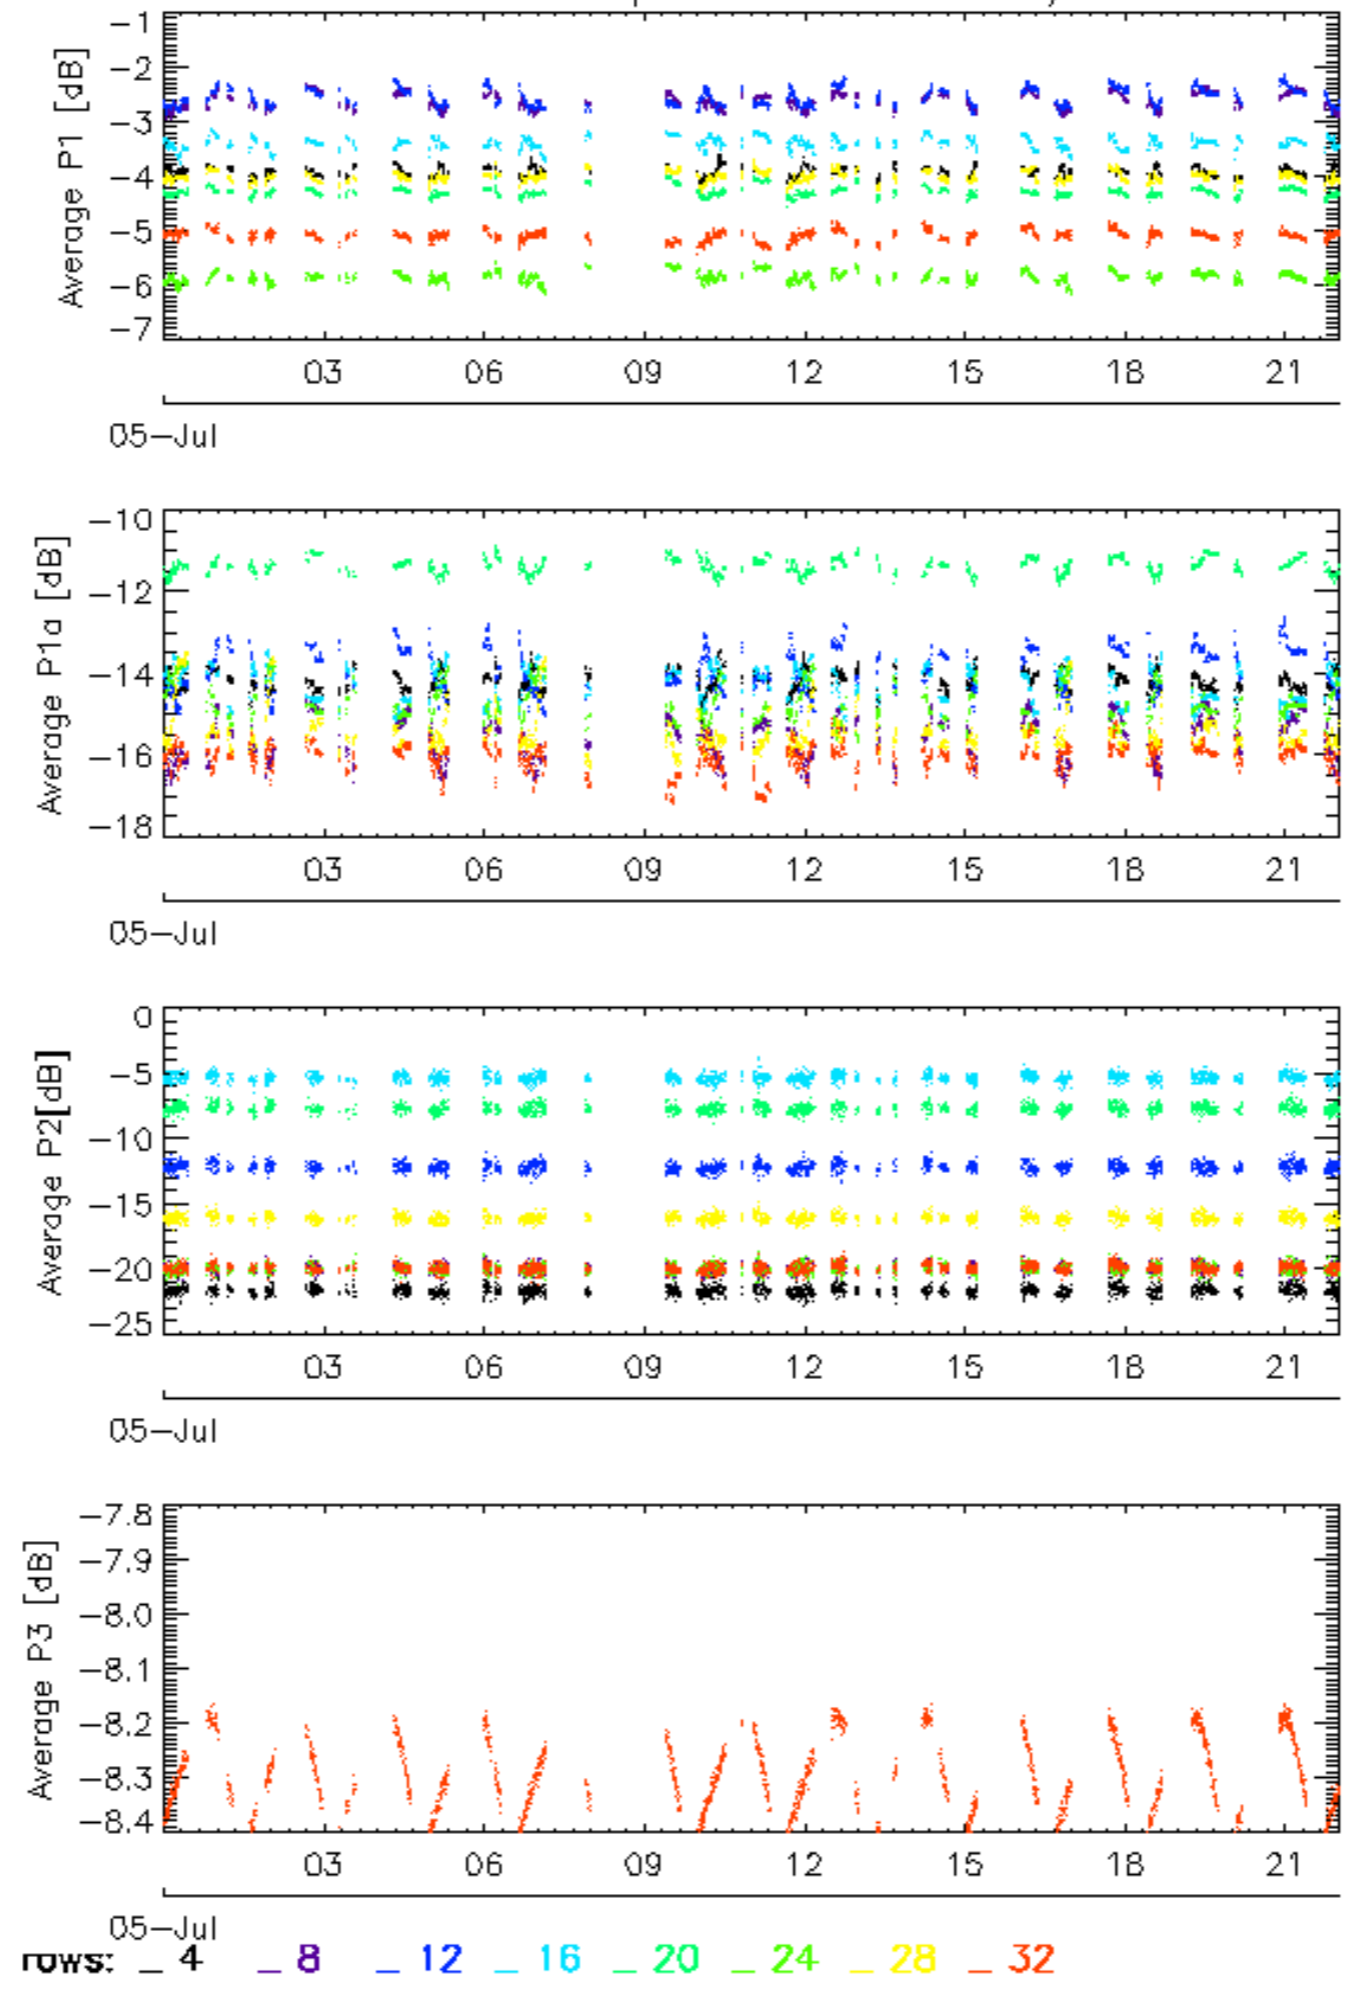 Average P1 [dB]
−1
−2
−3
−4
−5
−6
−7
03 06 09 12 15 18 21
05−Jul
Average P1a [dB]
−10
−12
−14
−16
−18
03 06 09 12 15 18 21
05−Jul
Average P2[dB]
0
−5
−10
−15
−20
−25
03 06 09 12 15 18 21
05−Jul
Average P3 [dB]
−7.8
−7.9
−8.0
−8.1
−8.2
−8.3
−8.4
03 06 09 12 15 18 21
05−Jul
rows: _ 4 _ 8 _ 12 _ 16 _ 20 _ 24 _ 28 _ 32